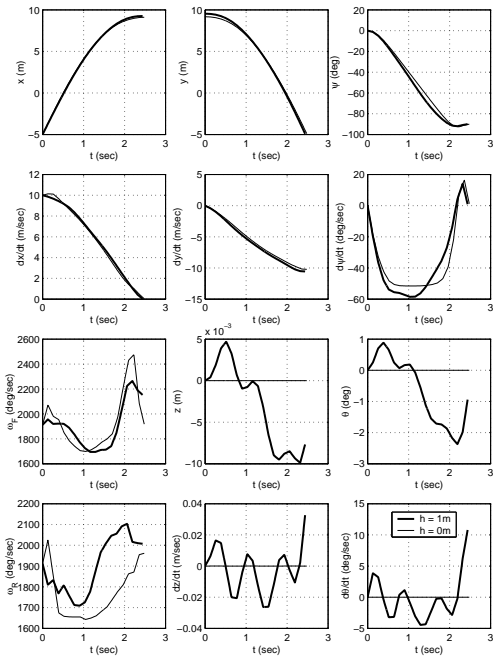 10
5
0
−5
x (m)
0 1 2 3
t (sec)
10
5
0
−5
y (m)
0 1 2 3
t (sec)
20
0
−20
−40
−60
−80
−100
ψ (deg)
0 1 2 3
t (sec)
12
10
8
6
4
2
0
dx/dt (m/sec)
0 1 2 3
t (sec)
5
0
−5
−10
−15
dy/dt (m/sec)
0 1 2 3
t (sec)
20
0
−20
−40
−60
dψ/dt (deg/sec)
0 1 2 3
t (sec)
2600
2400
2200
2000
1800
1600
ω_F (deg/sec)
0 1 2 3
t (sec)
x 10^−3
5
0
−5
−10
z (m)
0 1 2 3
t (sec)
1
0
−1
−2
−3
θ (deg)
0 1 2 3
t (sec)
2200
2100
2000
1900
1800
1700
1600
ω_R (deg/sec)
0 1 2 3
t (sec)
0.04
0.02
0
−0.02
−0.04
dz/dt (m/sec)
0 1 2 3
t (sec)
15
10
5
0
−5
dθ/dt (deg/sec)
h = 1m
h = 0m
0 1 2 3
t (sec)